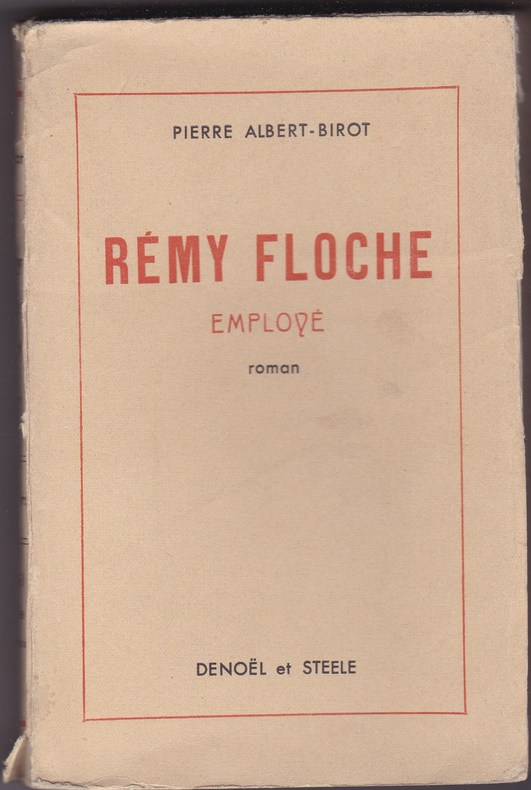 PIERRE ALBERT-BIROT
RÉMY FLOCHE
EMPLOYÉ
roman
DENOËL et STEELE